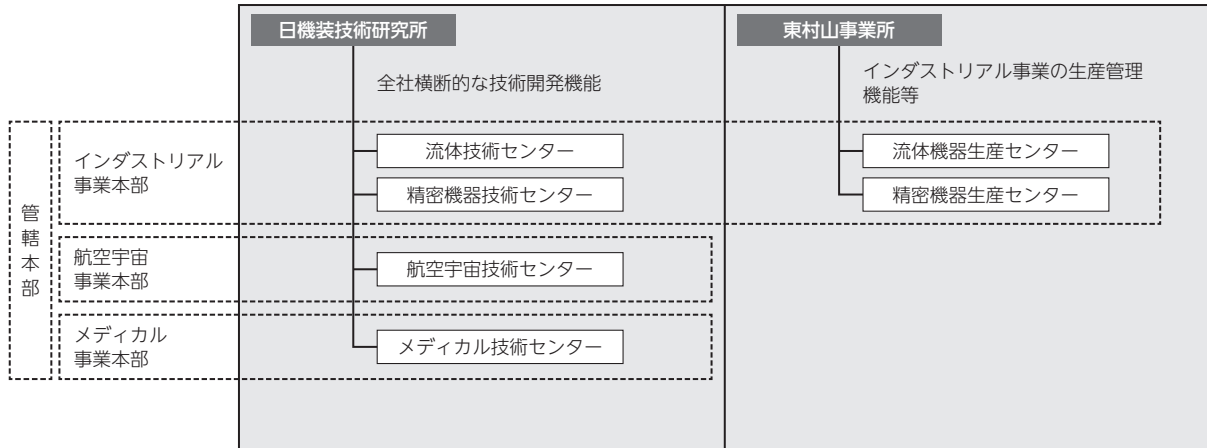 日機装技術研究所
東村山事業所
全社横断的な技術開発機能
インダストリアル事業の生産管理
機能等
管轄本部
インダストリアル
事業本部
流体技術センター
流体機器生産センター
精密機器技術センター
精密機器生産センター
航空宇宙
事業本部
航空宇宙技術センター
メディカル
事業本部
メディカル技術センター